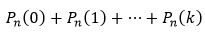 Pₙ(0) + Pₙ(1) + ⋯ + Pₙ(k)